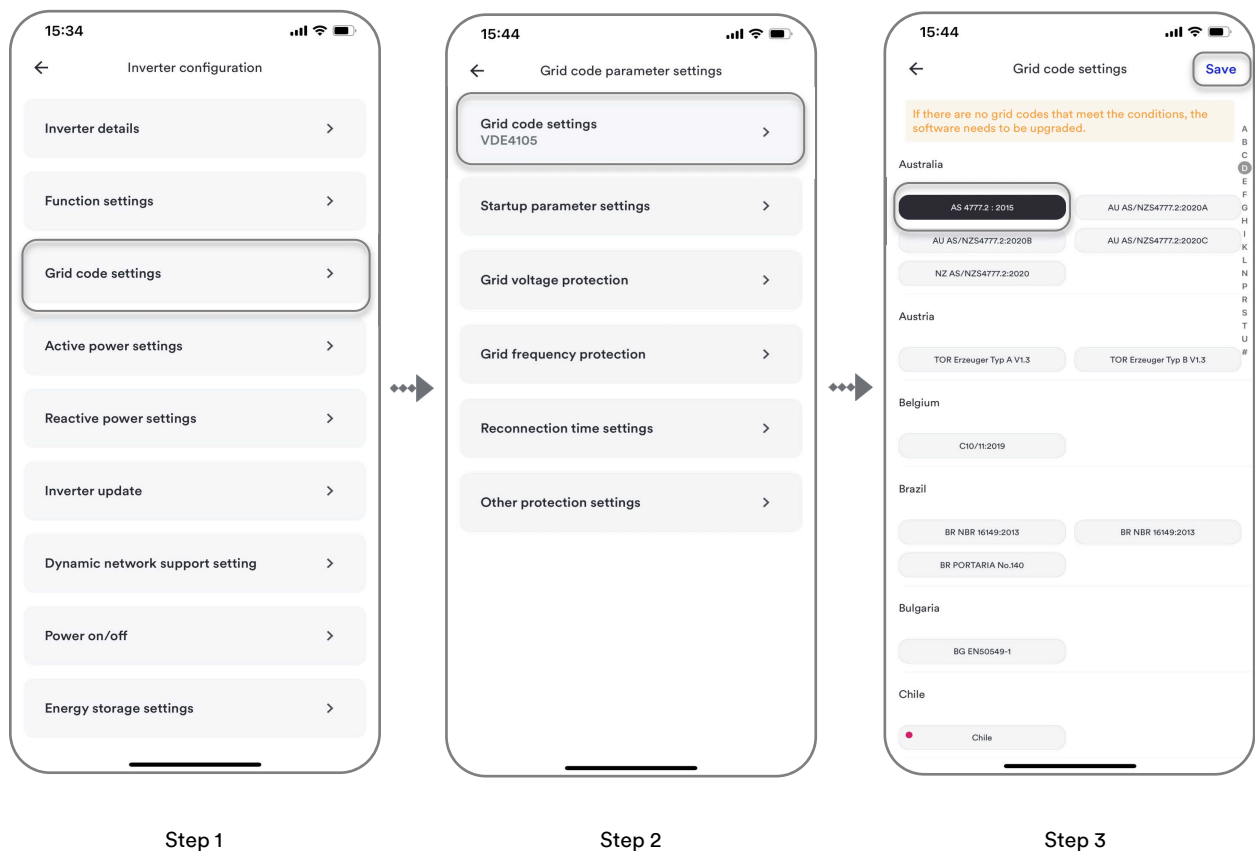 15:34
Inverter configuration
Inverter details
Function settings
Grid code settings
Active power settings
Reactive power settings
Inverter update
Dynamic network support setting
Power on/off
Energy storage settings
Step 1
15:44
Grid code parameter settings
Grid code settings
VDE4105
Startup parameter settings
Grid voltage protection
Grid frequency protection
Reconnection time settings
Other protection settings
Step 2
15:44
Grid code settings
Save
If there are no grid codes that meet the conditions, the
software needs to be upgraded.
Australia
AS 4777.2 : 2015
AU AS/NZS4777.2:2020A
AU AS/NZS4777.2:2020B
AU AS/NZS4777.2:2020C
NZ AS/NZS4777.2:2020
Austria
TOR Erzeuger Typ A V1.3
TOR Erzeuger Typ B V1.3
Belgium
C10/11:2019
Brazil
BR NBR 16149:2013
BR NBR 16149:2013
BR PORTARIA No.140
Bulgaria
BG EN50549-1
Chile
Chile
A
B
C
D
E
F
G
H
I
K
L
N
P
R
S
T
U
#
Step 3